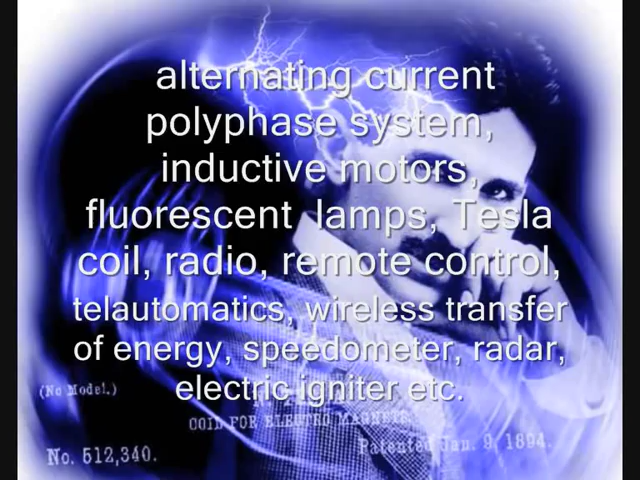 alternating current
polyphase system,
inductive motors,
fluorescent lamps, Tesla
coil, radio, remote control,
telautomatics, wireless transfer
of energy, speedometer, radar,
electric igniter etc.
(No Model.)
COIL FOR ELECTRO MAGNETS.
No. 512,340.
Patented Jan. 9, 1894.